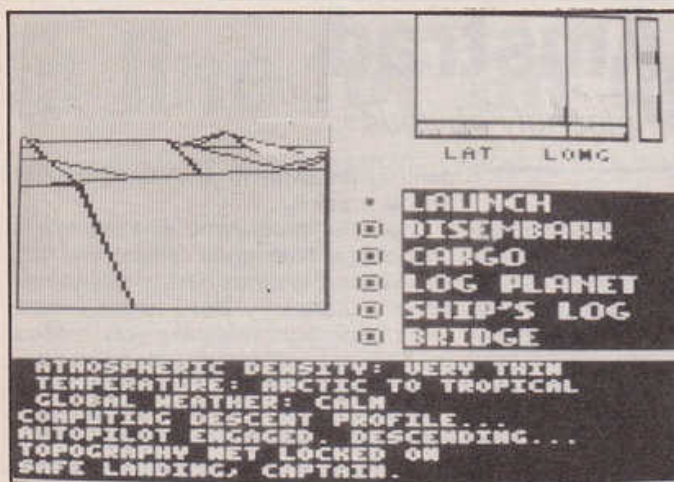 LAT LONG
LAUNCH
DISEMBARK
CARGO
LOG PLANET
SHIP'S LOG
BRIDGE
ATMOSPHERIC DENSITY: VERY THIN
TEMPERATURE: ARCTIC TO TROPICAL
GLOBAL WEATHER: CALM
COMPUTING DESCENT PROFILE...
AUTOPILOT ENGAGED. DESCENDING...
TOPOGRAPHY NET LOCKED ON
SAFE LANDING, CAPTAIN.